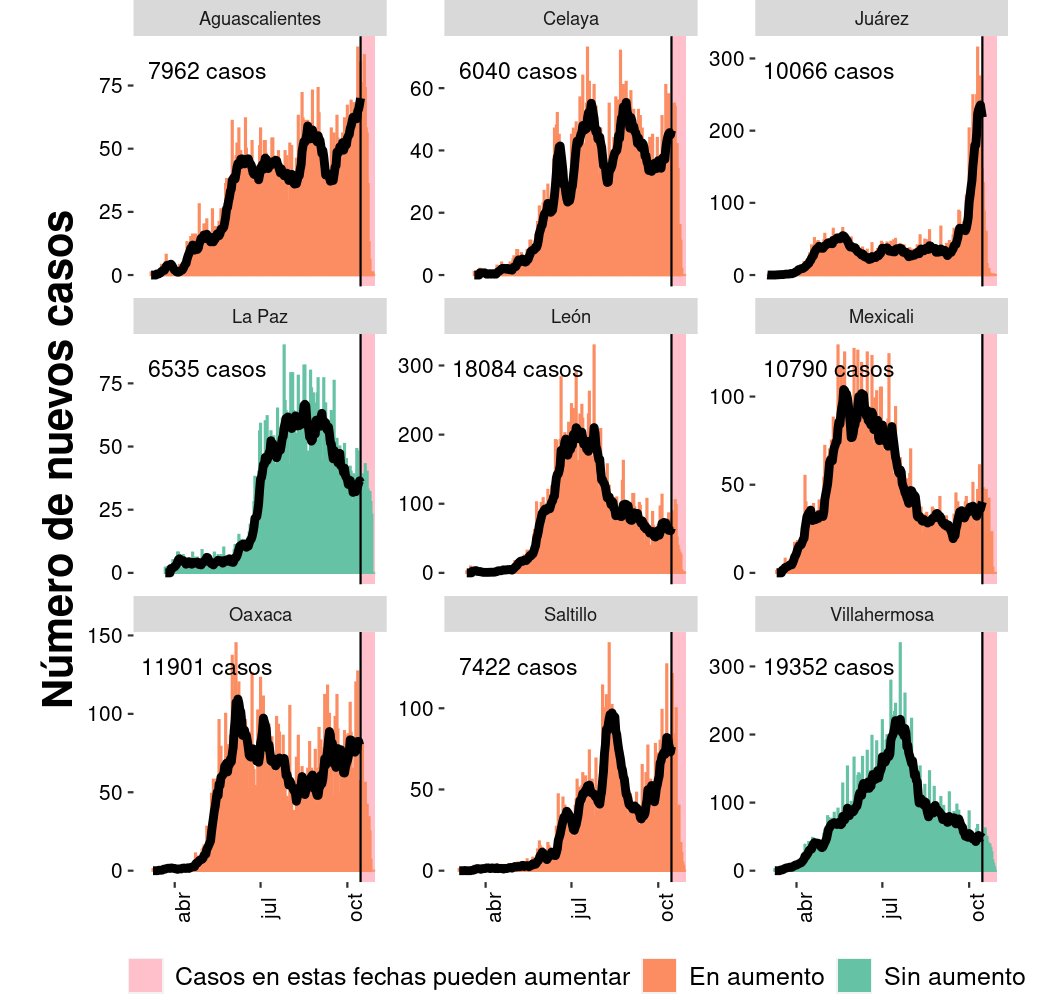 Número de nuevos casos
Aguascalientes
Celaya
Juárez
7962 casos
75
50
25
0
6040 casos
60
40
20
0
10066 casos
300
200
100
0
La Paz
León
Mexicali
6535 casos
75
50
25
0
18084 casos
300
200
100
0
10790 casos
100
50
0
Oaxaca
Saltillo
Villahermosa
11901 casos
150
100
50
0
7422 casos
100
50
0
19352 casos
300
200
100
0
abr
jul
oct
abr
jul
oct
abr
jul
oct
Casos en estas fechas pueden aumentar
En aumento
Sin aumento